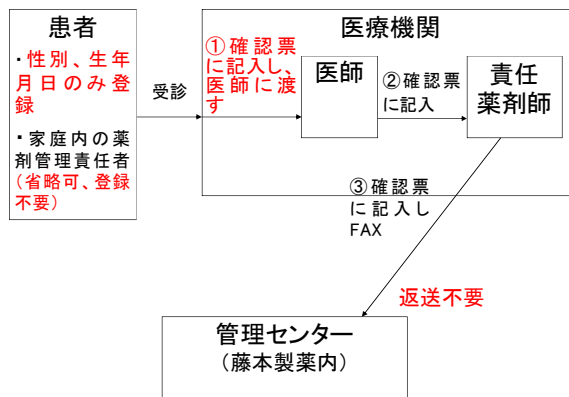 患者
・性別、生年
月日のみ登
録
・家庭内の薬
剤管理責任者
(省略可、登録
不要)
受診
医療機関
①確認票
に記入し、
医師に渡
す
医師
②確認票
に記入
責任
薬剤師
③確認票
に記入し
FAX
返送不要
管理センター
(藤本製薬内)